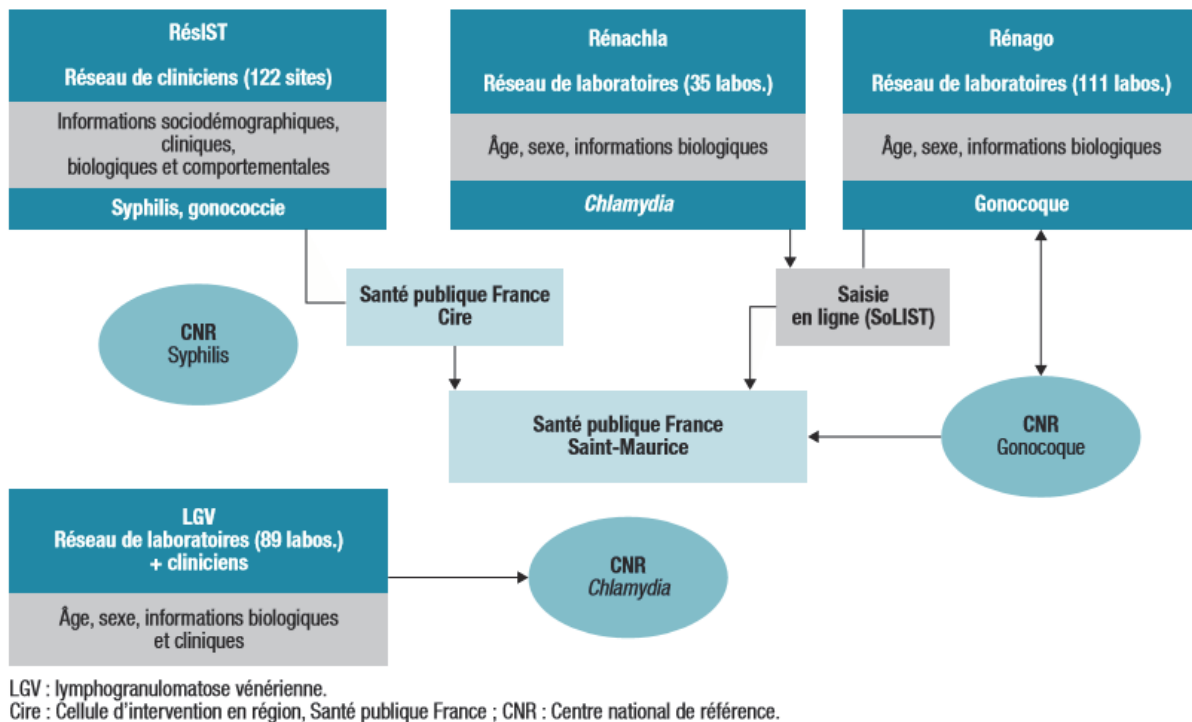 RésIST
Réseau de cliniciens (122 sites)
Informations sociodémographiques,
cliniques,
biologiques et comportementales
Syphilis, gonococcie
Rénachla
Réseau de laboratoires (35 labos.)
Âge, sexe, informations biologiques
Chlamydia
Rénago
Réseau de laboratoires (111 labos.)
Âge, sexe, informations biologiques
Gonocoque
Santé publique France
Cire
Saisie
en ligne (SoLIST)
CNR
Syphilis
Santé publique France
Saint-Maurice
CNR
Gonocoque
LGV
Réseau de laboratoires (89 labos.)
+ cliniciens
Âge, sexe, informations biologiques
et cliniques
CNR
Chlamydia
LGV : lymphogranulomatose vénérienne.
Cire : Cellule d'intervention en région, Santé publique France ; CNR : Centre national de référence.